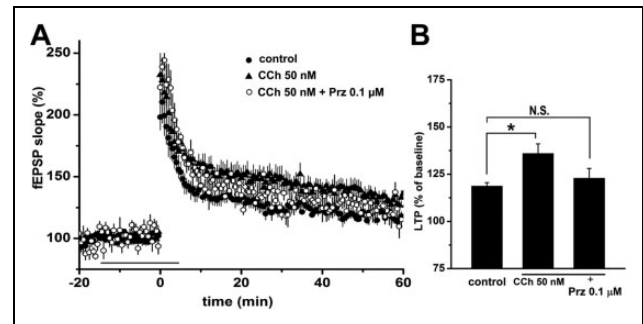 A
B
250
200
150
100
fEPSP slope (%)
-20
0
20
40
60
time (min)
control
CCh 50 nM
CCh 50 nM + Prz 0.1 µM
175
150
125
100
75
LTP (% of baseline)
N.S.
*
control
CCh 50 nM
+
Prz 0.1 µM